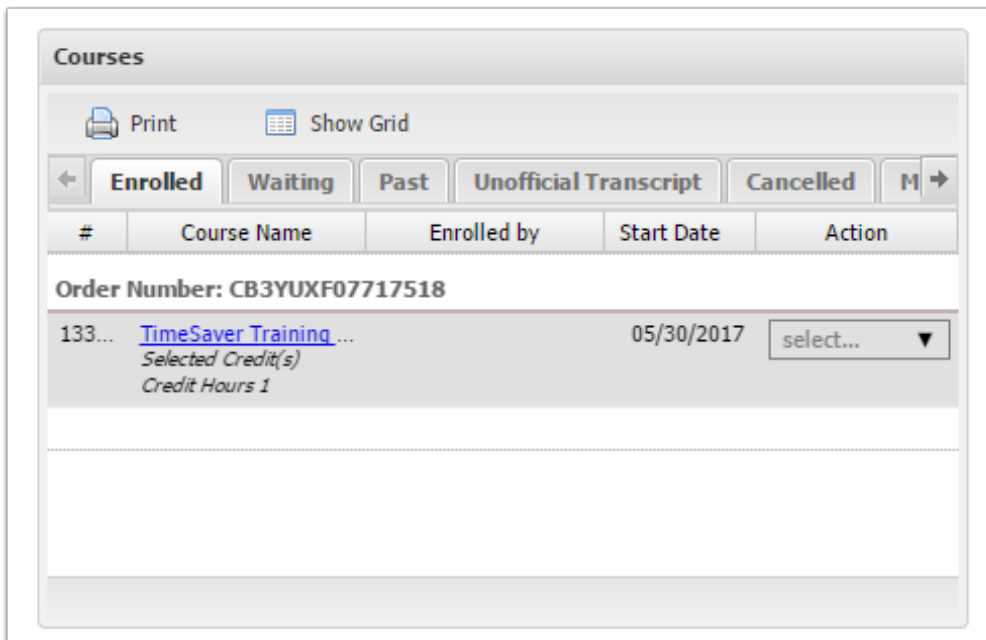 Courses
Print Show Grid
Enrolled Waiting Past Unofficial Transcript Cancelled M
# Course Name Enrolled by Start Date Action
Order Number: CB3YUXF07717518
133... TimeSaver Training ... 05/30/2017 select...
Selected Credit(s)
Credit Hours 1